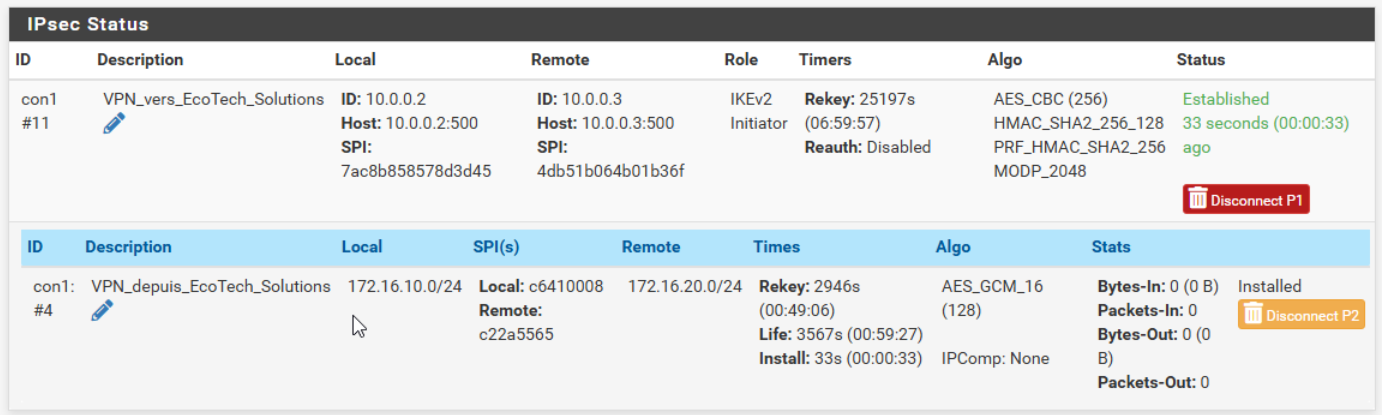 IPsec Status
ID Description Local Remote Role Timers Algo Status
con1 VPN_vers_EcoTech_Solutions ID: 10.0.0.2 ID: 10.0.0.3 IKEv2 Rekey: 25197s AES_CBC (256) Established
#11 Host: 10.0.0.2:500 Host: 10.0.0.3:500 Initiator (06:59:57) HMAC_SHA2_256_128 33 seconds (00:00:33)
SPI: SPI: Reauth: Disabled PRF_HMAC_SHA2_256 ago
7ac8b858578d3d45 4db51b064b01b36f MODP_2048
Disconnect P1
ID Description Local SPI(s) Remote Times Algo Stats
con1: VPN_depuis_EcoTech_Solutions 172.16.10.0/24 Local: c6410008 172.16.20.0/24 Rekey: 2946s AES_GCM_16 Bytes-In: 0 (0 B) Installed
#4 Remote: (00:49:06) (128) Packets-In: 0 Disconnect P2
c22a5565 Life: 3567s (00:59:27) Bytes-Out: 0 (0
Install: 33s (00:00:33) IPComp: None B)
Packets-Out: 0